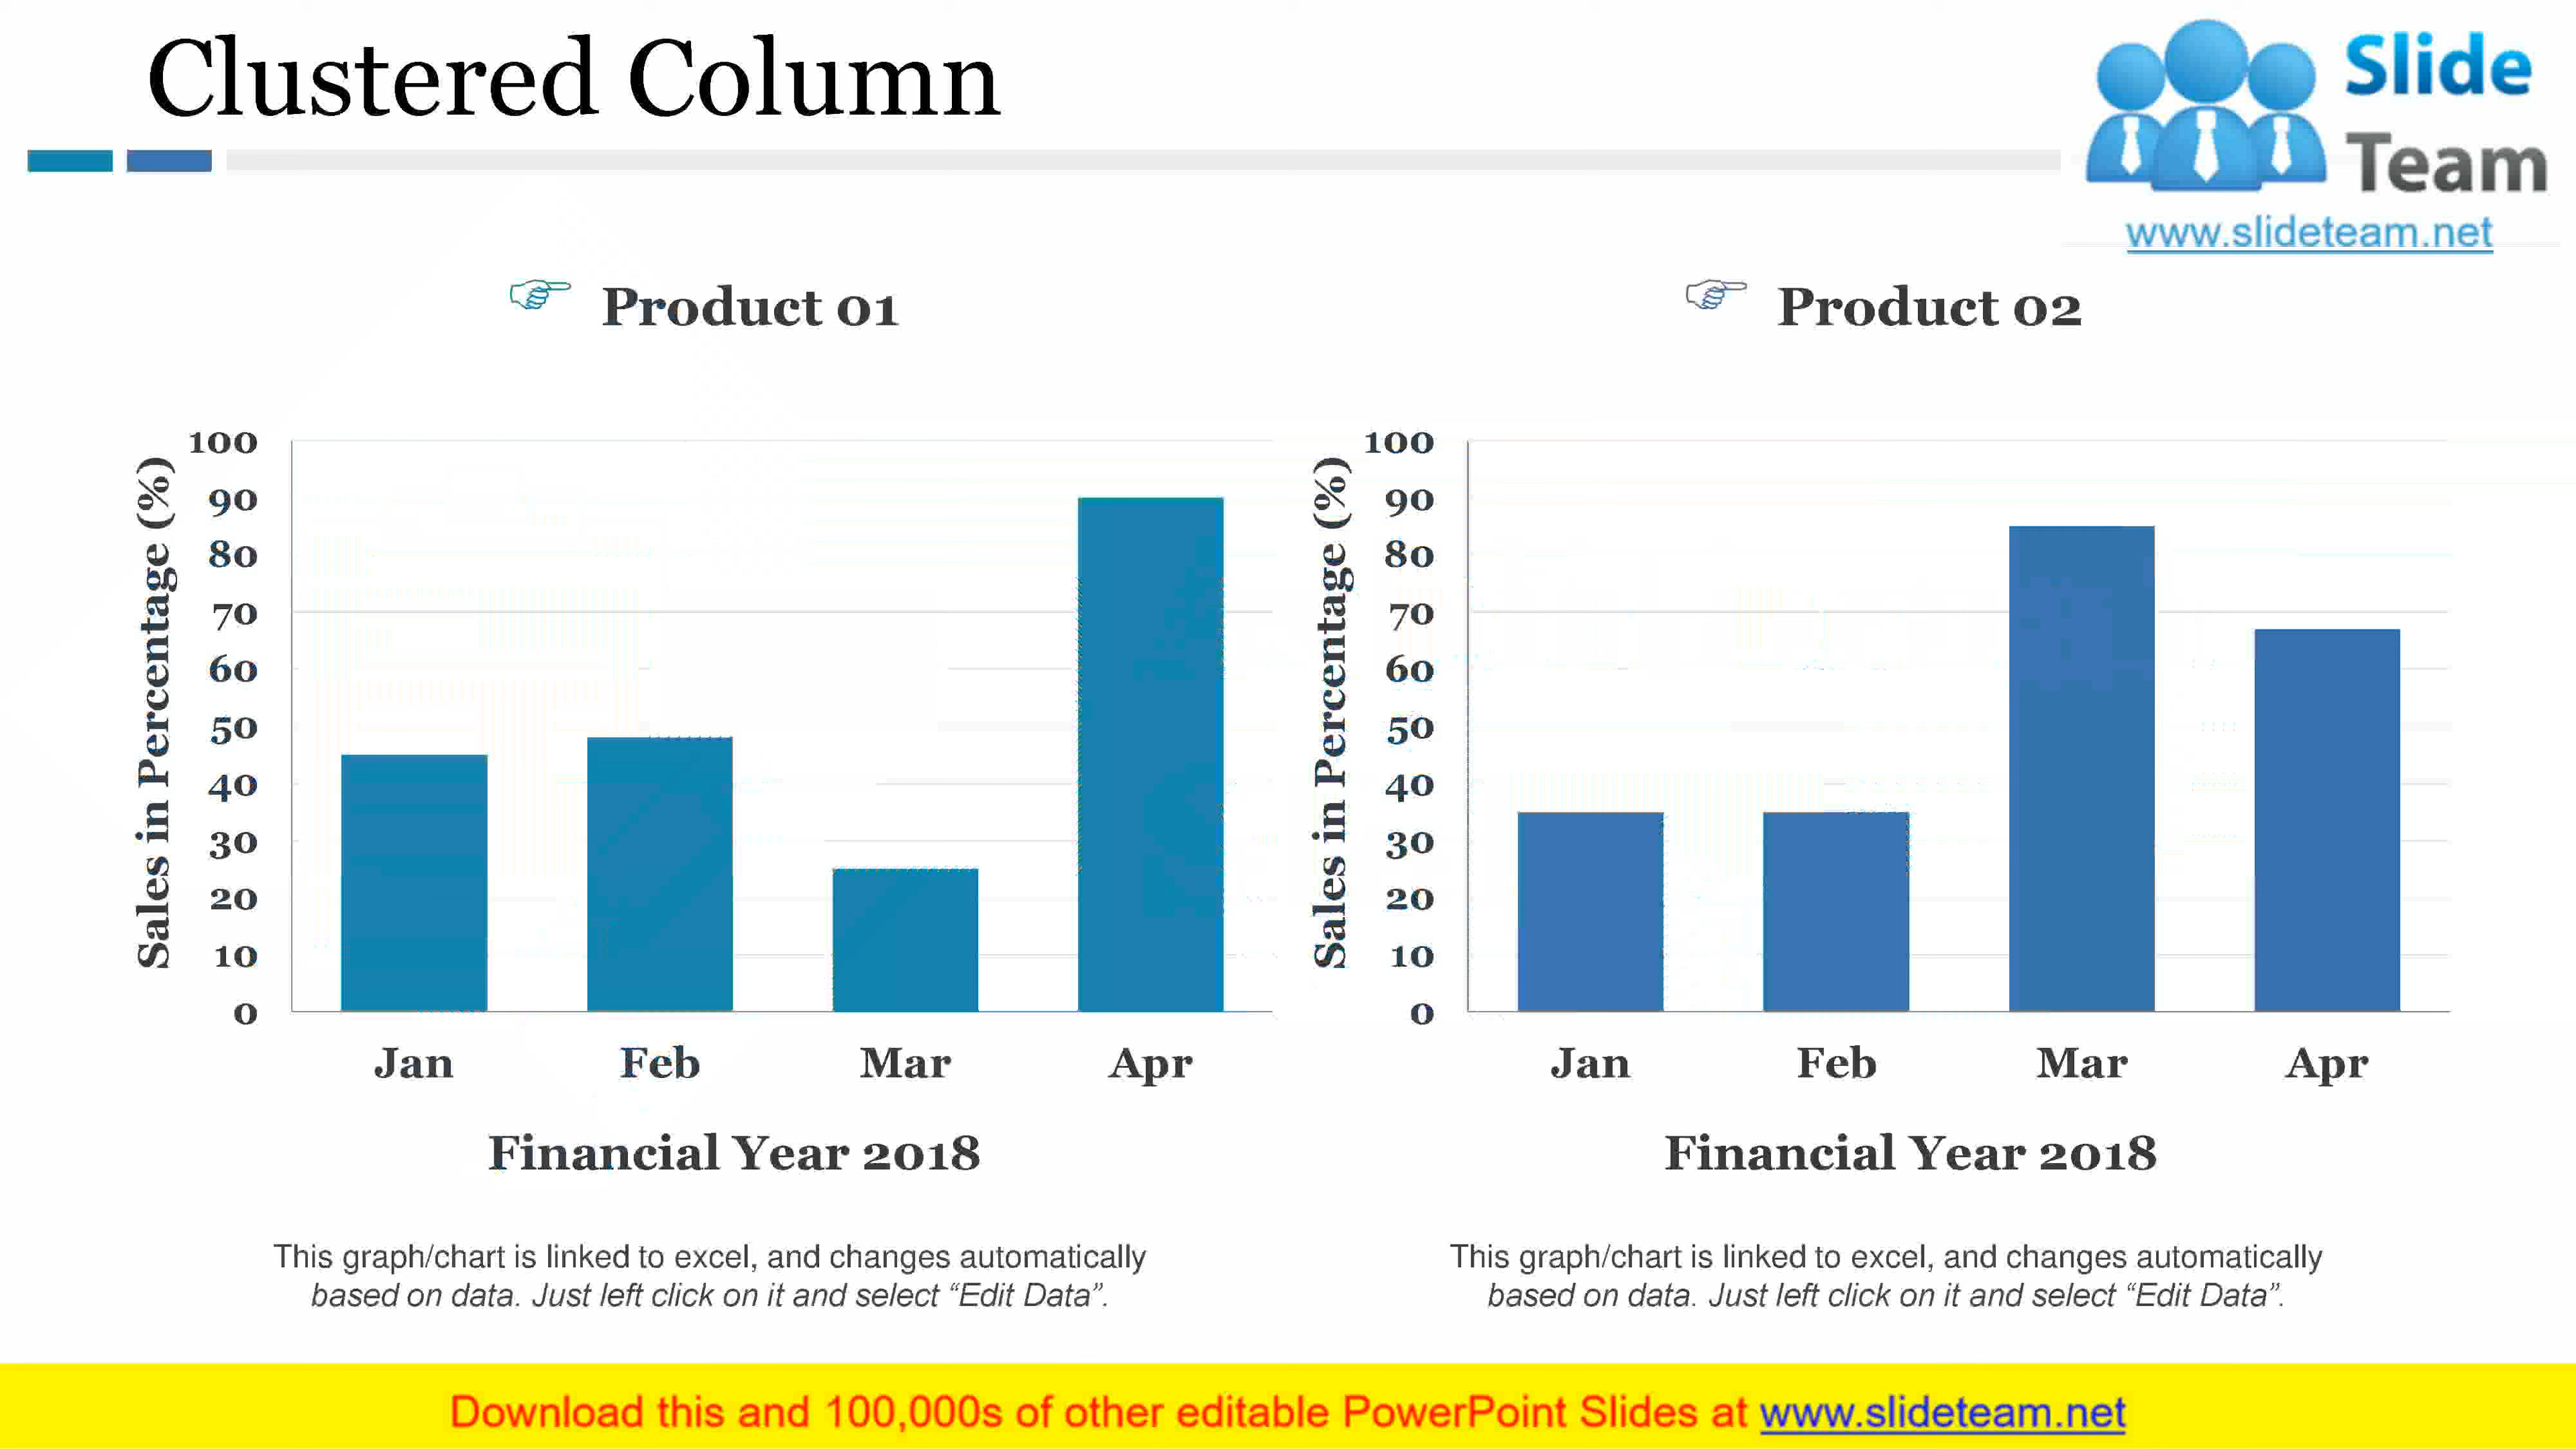 Clustered Column
Slide
Team
www.slideteam.net
Product 01
Sales in Percentage (%)
100
90
80
70
60
50
40
30
20
10
0
Jan Feb Mar Apr
Financial Year 2018
This graph/chart is linked to excel, and changes automatically
based on data. Just left click on it and select “Edit Data”.
Product 02
Sales in Percentage (%)
100
90
80
70
60
50
40
30
20
10
0
Jan Feb Mar Apr
Financial Year 2018
This graph/chart is linked to excel, and changes automatically
based on data. Just left click on it and select “Edit Data”.
Download this and 100,000s of other editable PowerPoint Slides at www.slideteam.net